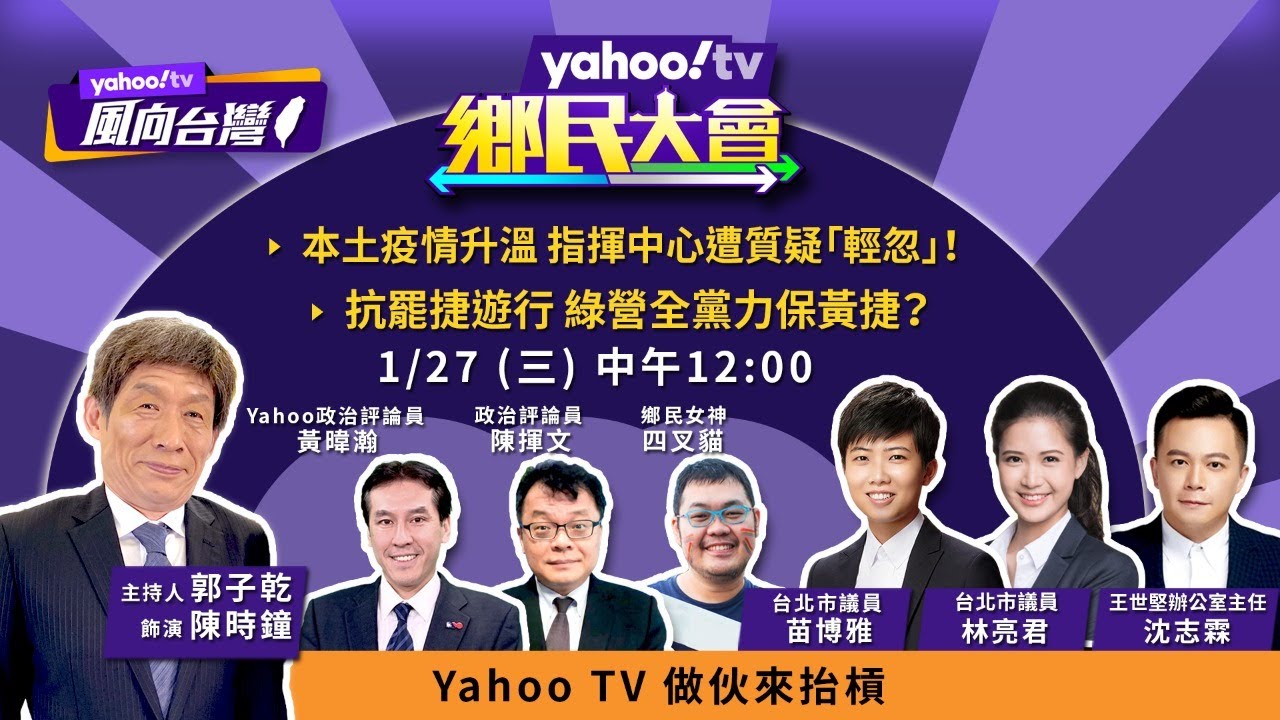 yahoo!tv
風向台灣
yahoo!tv
鄉民大會
本土疫情升溫 指揮中心遭質疑「輕忽」!
抗罷捷遊行 綠營全黨力保黃捷?
1/27 (三) 中午12:00
Yahoo政治評論員
黃暐瀚
政治評論員
陳揮文
鄉民女神
四叉貓
主持人 郭子乾
飾演 陳時鐘
台北市議員
苗博雅
台北市議員
林亮君
王世堅辦公室主任
沈志霖
Yahoo TV 做伙來抬槓